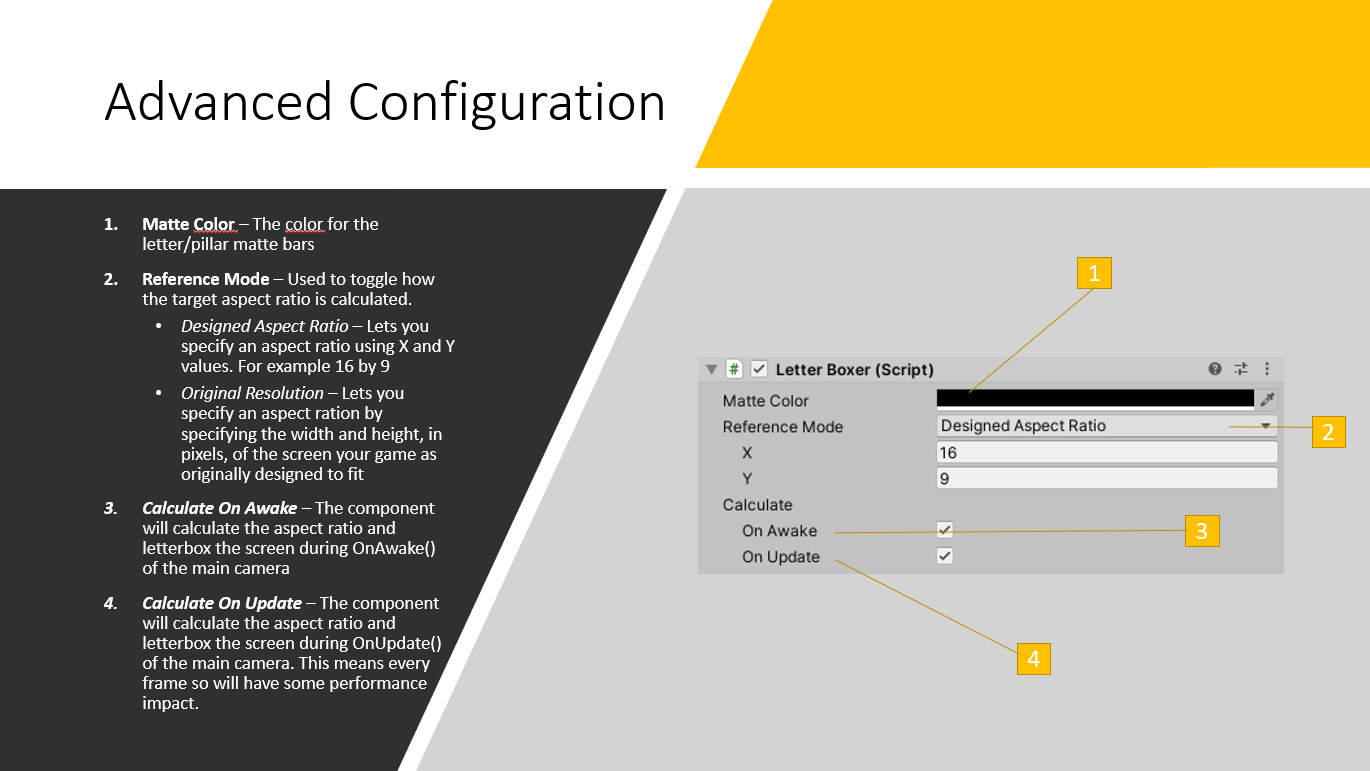 Advanced Configuration
1. Matte Color – The color for the
letter/pillar matte bars
2. Reference Mode – Used to toggle how
the target aspect ratio is calculated.
• Designed Aspect Ratio – Lets you
specify an aspect ratio using X and Y
values. For example 16 by 9
• Original Resolution – Lets you
specify an aspect ration by
specifying the width and height, in
pixels, of the screen your game as
originally designed to fit
3. Calculate On Awake – The component
will calculate the aspect ratio and
letterbox the screen during OnAwake()
of the main camera
4. Calculate On Update – The component
will calculate the aspect ratio and
letterbox the screen during OnUpdate()
of the main camera. This means every
frame so will have some performance
impact.
1
# Letter Boxer (Script)
Matte Color
Reference Mode Designed Aspect Ratio
2
X 16
Y 9
Calculate
On Awake
3
On Update
4